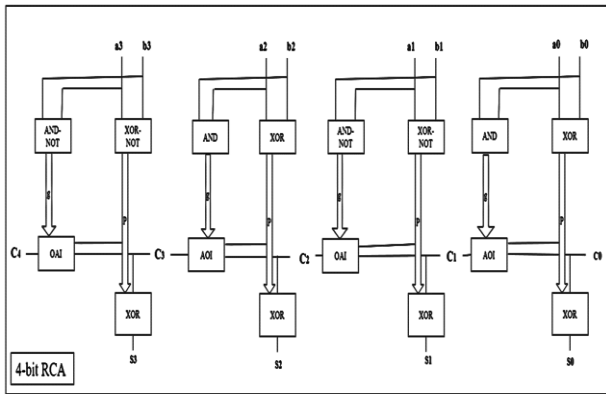 a3 b3 a2 b2 a1 b1 a0 b0
AND-NOT XOR-NOT AND XOR AND-NOT XOR-NOT AND XOR
g P g P g P g P
C4 OAI C3 AOI C2 OAI C1 AOI C0
XOR XOR XOR XOR
S3 S2 S1 S0
4-bit RCA